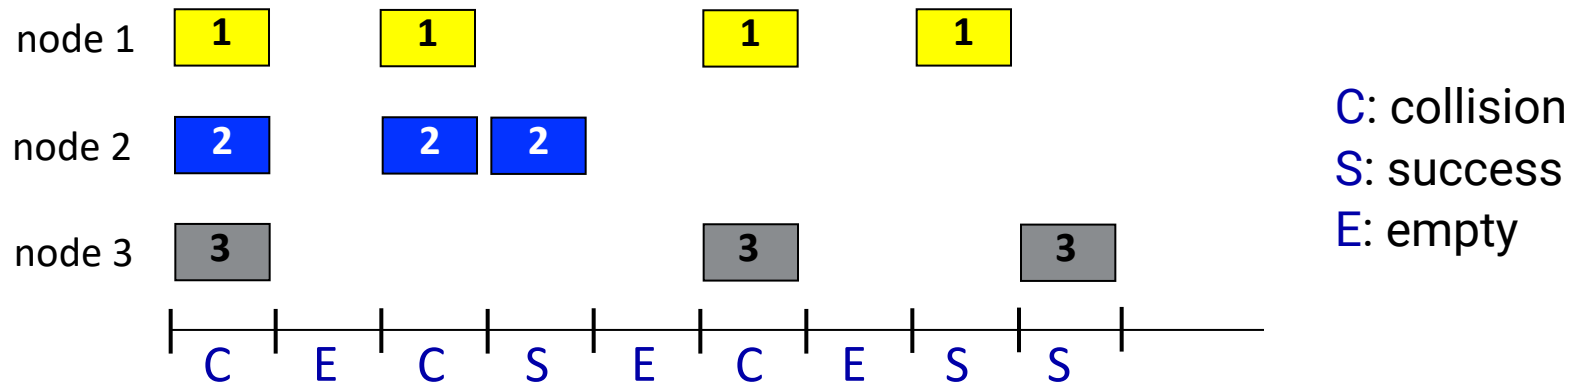 node 1 1 1 1 1
node 2 2 2 2
node 3 3 3 3
C E C S E C E S S
C: collision
S: success
E: empty